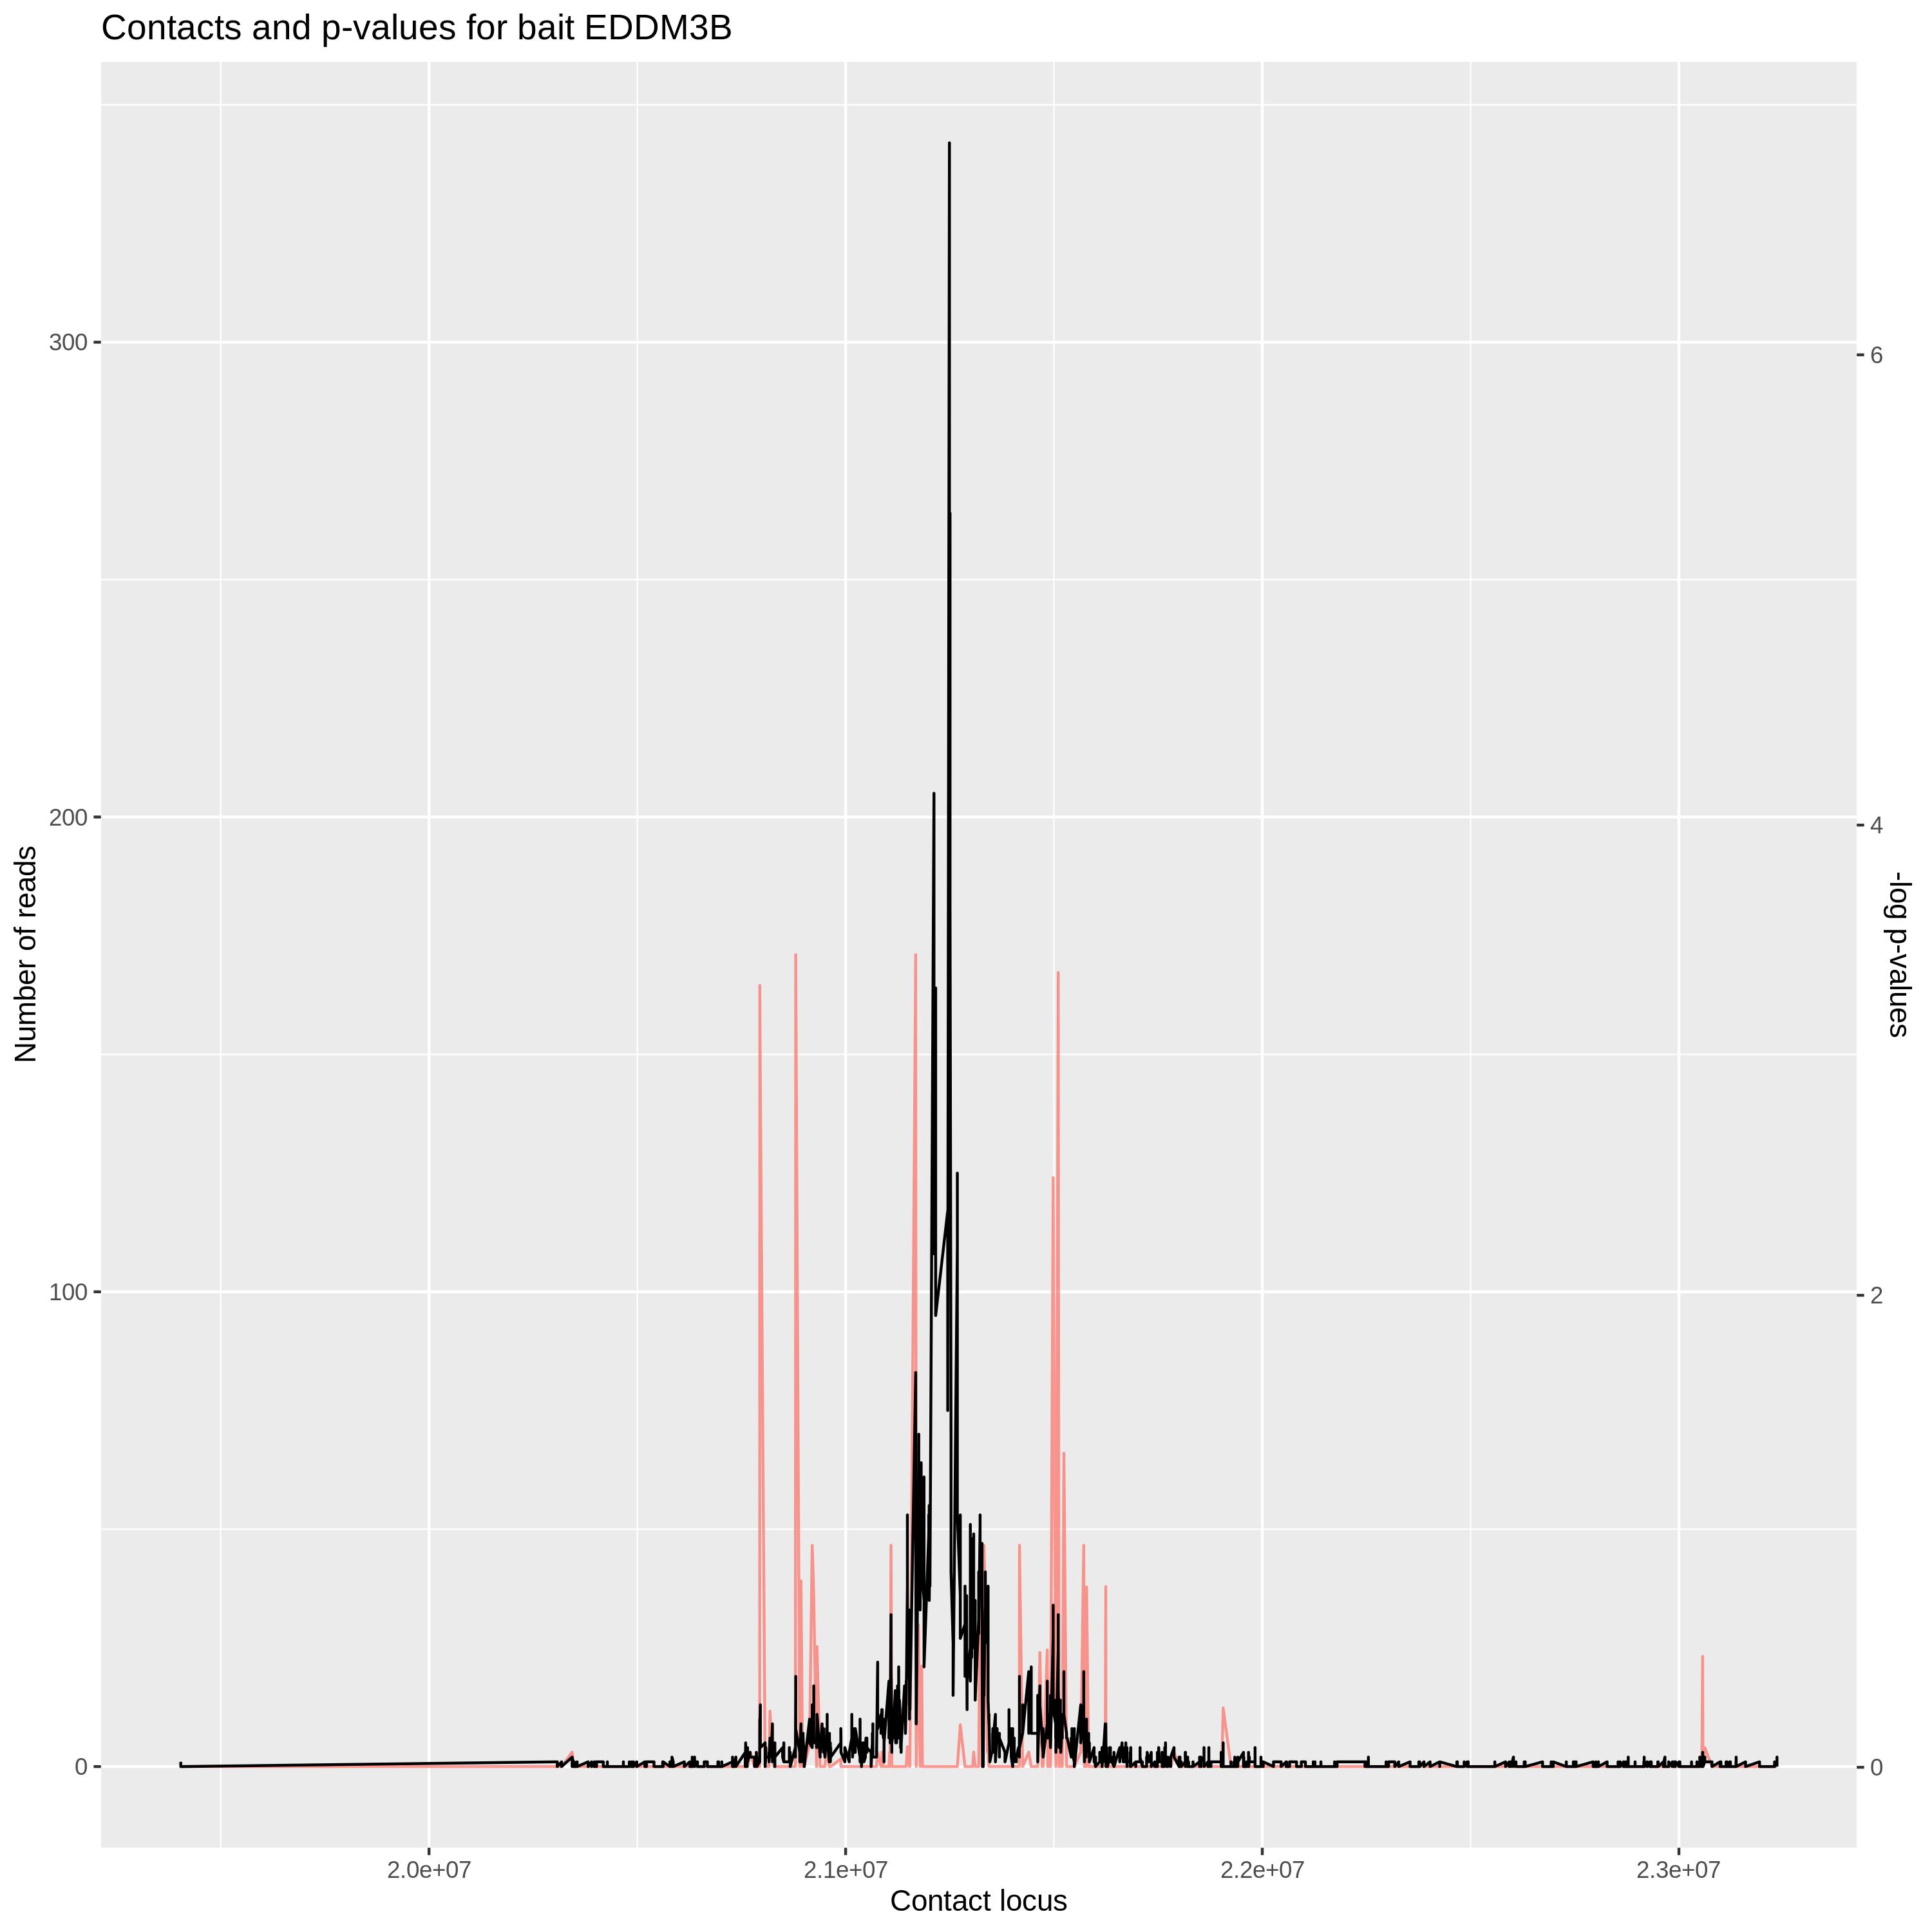 Contacts and p-values for bait EDDM3B
Number of reads
300
200
100
0
6
4
2
0
-log p-values
2.0e+07
2.1e+07
2.2e+07
2.3e+07
Contact locus